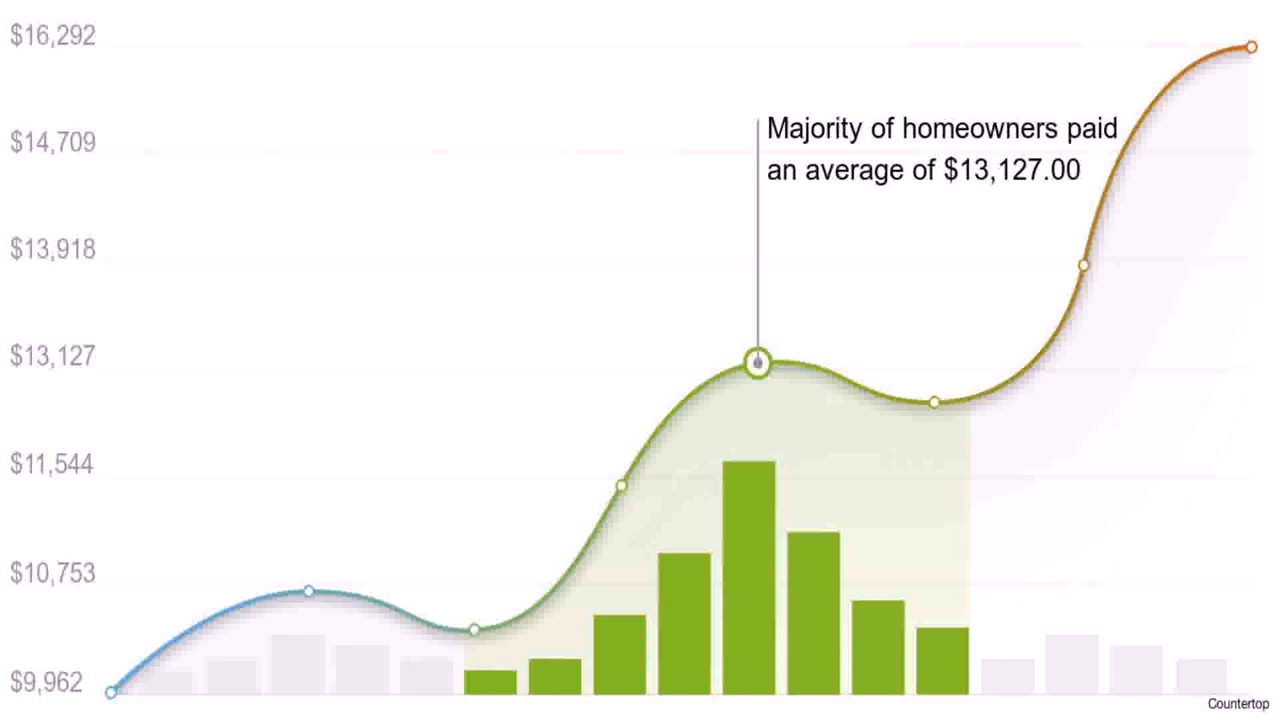 $16,292
Majority of homeowners paid
$14,709
an average of $13,127.00
$13,918
$13,127
$11,544
$10,753
$9,962
Countertop